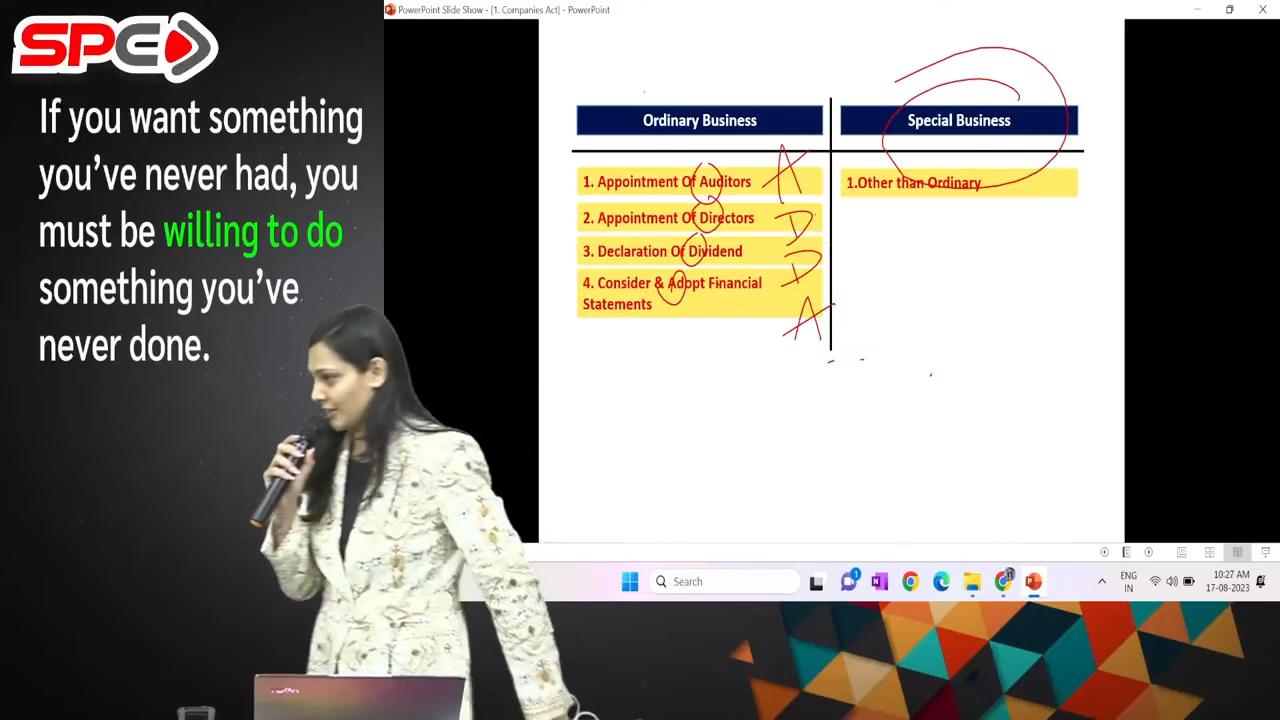 SPE
If you want something
you've never had, you
must be willing to do
something you've
never done.
PowerPoint Slide Show - [1. Companies Act] - PowerPoint
Ordinary Business
Special Business
1. Appointment Of Auditors
A
1.Other than Ordinary
2. Appointment Of Directors
D
3. Declaration Of Dividend
D
4. Consider & Adopt Financial
Statements
A
Search
1
ENG
IN
10:27 AM
17-08-2023